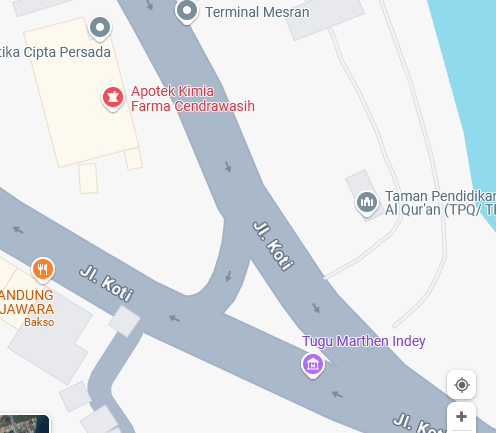 Terminal Mesran
tika Cipta Persada
Apotek Kimia
Farma Cendrawasih
Taman Pendidikan
Al Qur'an (TPQ/
Jl. Koti
Jl. Koti
ANDUNG
JAWARA
Bakso
Tugu Marthen Indey
Jl. Koti